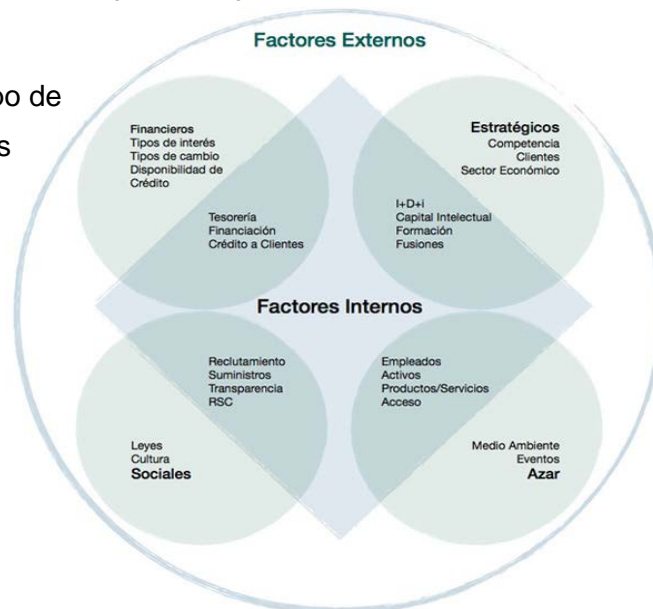 Factores Externos
po de
s
Financieros
Tipos de interés
Tipos de cambio
Disponibilidad de
Crédito
Tesorería
Financiación
Crédito a Clientes
Estratégicos
Competencia
Clientes
Sector Económico
I+D+i
Capital Intelectual
Formación
Fusiones
Factores Internos
Reclutamiento
Suministros
Transparencia
RSC
Leyes
Cultura
Sociales
Empleados
Activos
Productos/Servicios
Acceso
Medio Ambiente
Eventos
Azar